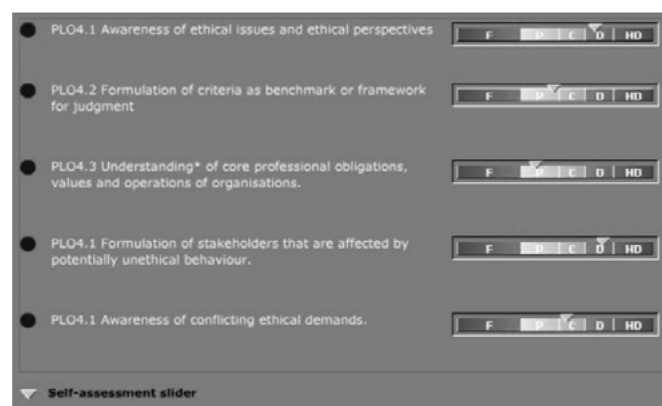 PLO4.1 Awareness of ethical issues and ethical perspectives
F P C D HD
PLO4.2 Formulation of criteria as benchmark or framework
for judgment
F P C D HD
PLO4.3 Understanding* of core professional obligations,
values and operations of organisations.
F P C D HD
PLO4.1 Formulation of stakeholders that are affected by
potentially unethical behaviour.
F P C D HD
PLO4.1 Awareness of conflicting ethical demands.
F P C D HD
Self-assessment slider